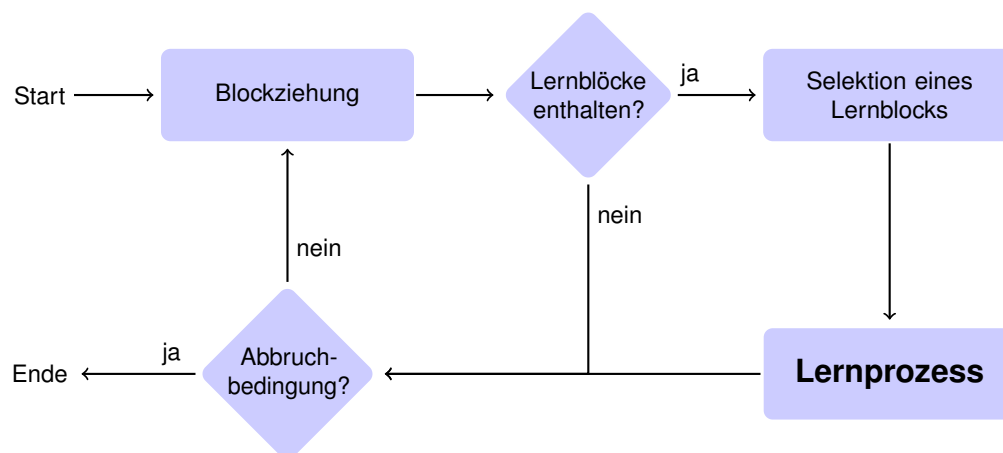 Start
Blockziehung
Lernblöcke
enthalten?
ja
Selektion eines
Lernblocks
nein
nein
Ende
ja
Abbruch-
bedingung?
Lernprozess